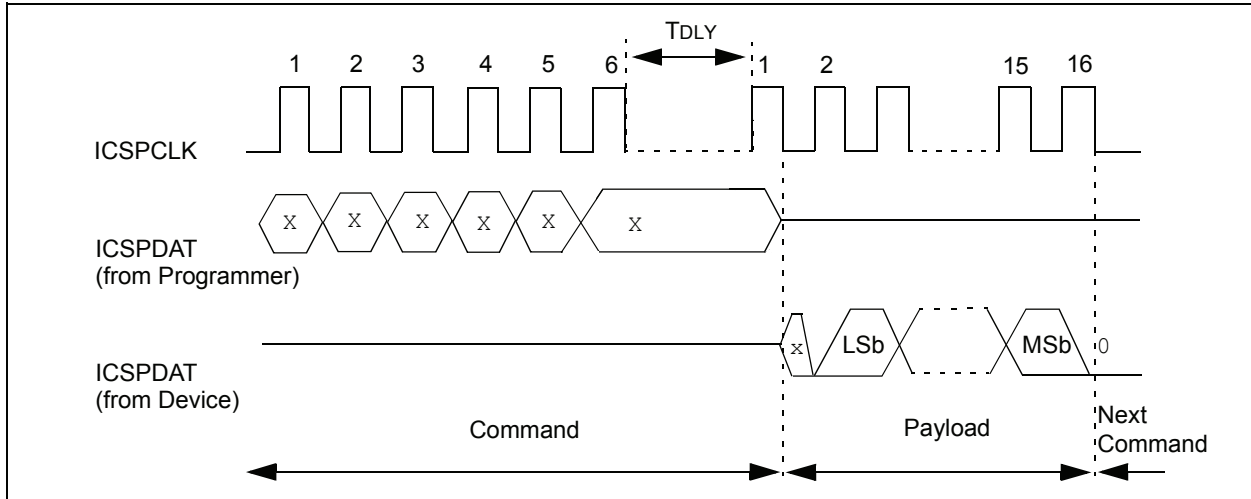 TDLY
1 2 3 4 5 6 1 2 15 16
ICSPCLK
X X X X X X
ICSPDAT
(from Programmer)
x LSb MSb 0
ICSPDAT
(from Device)
Command Payload Next
Command